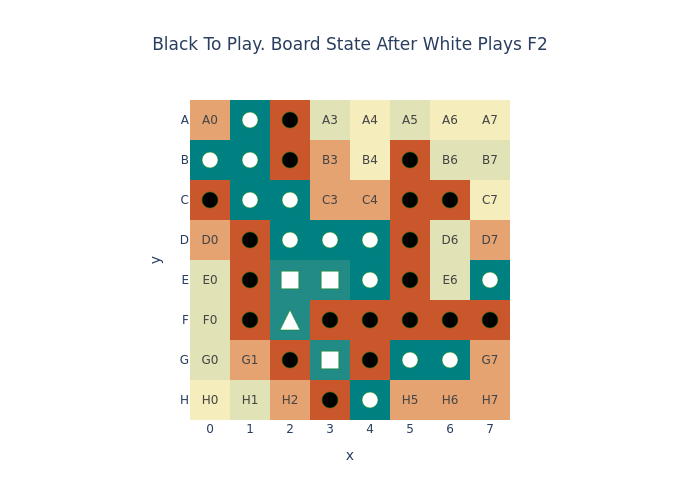 Black To Play. Board State After White Plays F2
A A0 A3 A4 A5 A6 A7
B B3 B4 B6 B7
C C3 C4 C7
D D0 D6 D7
E E0 E6
F F0
G G0 G1 G7
H H0 H1 H2 H5 H6 H7
0 1 2 3 4 5 6 7
x
y